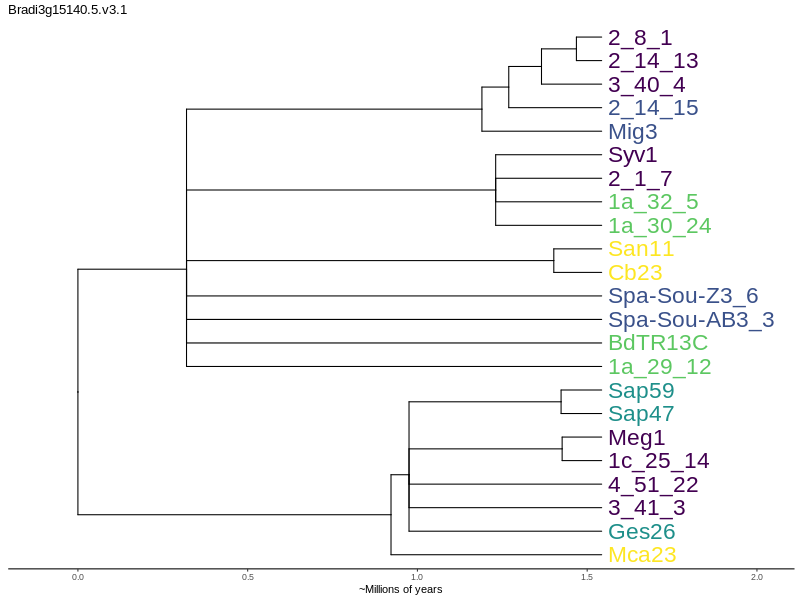 Bradi3g15140.5.v3.1
2_8_1
2_14_13
3_40_4
2_14_15
Mig3
Syv1
2_1_7
1a_32_5
1a_30_24
San11
Cb23
Spa-Sou-Z3_6
Spa-Sou-AB3_3
BdTR13C
1a_29_12
Sap59
Sap47
Meg1
1c_25_14
4_51_22
3_41_3
Ges26
Mca23
0.0 0.5 1.0 1.5 2.0
~Millions of years